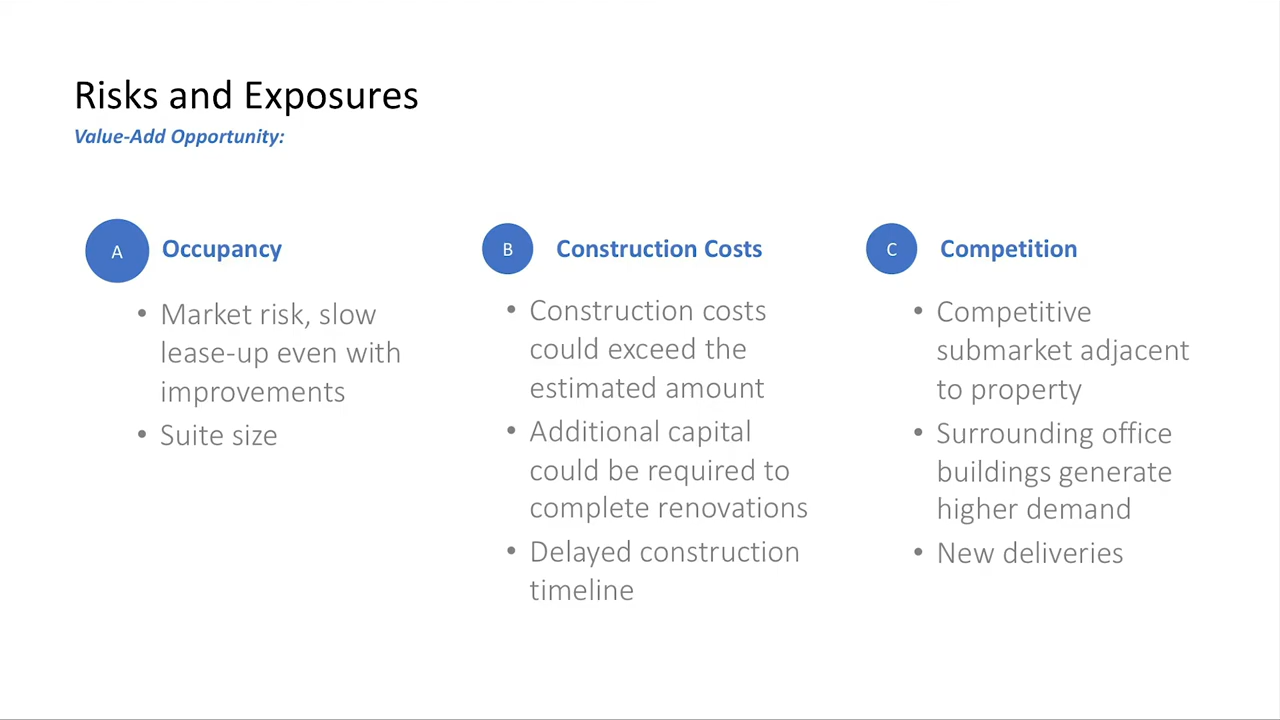 Risks and Exposures
Value-Add Opportunity:
A
Occupancy
• Market risk, slow
lease-up even with
improvements
• Suite size
B
Construction Costs
• Construction costs
could exceed the
estimated amount
• Additional capital
could be required to
complete renovations
• Delayed construction
timeline
C
Competition
• Competitive
submarket adjacent
to property
• Surrounding office
buildings generate
higher demand
• New deliveries